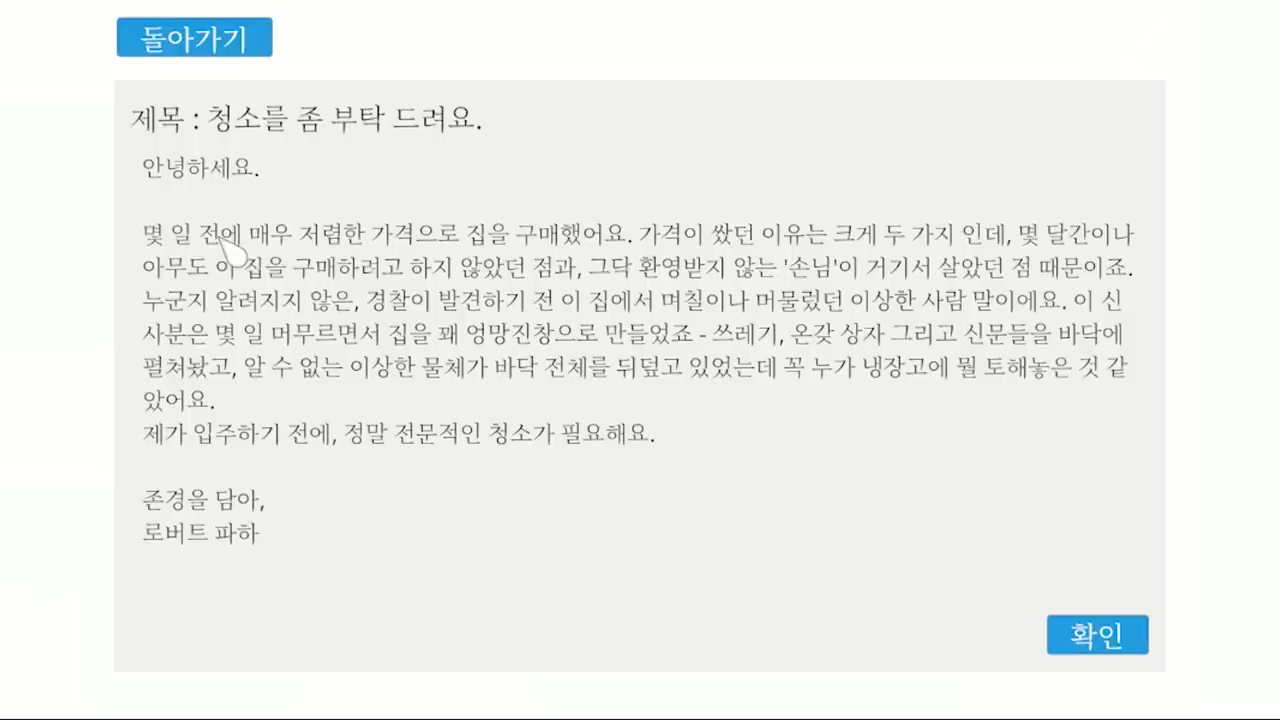 돌아가기
제목 : 청소를 좀 부탁 드려요.
안녕하세요.
몇 일 전에 매우 저렴한 가격으로 집을 구매했어요. 가격이 쌌던 이유는 크게 두 가지 인데, 몇 달간이나
아무도 이 집을 구매하려고 하지 않았던 점과, 그닥 환영받지 않는 '손님'이 거기서 살았던 점 때문이죠.
누군지 알려지지 않은, 경찰이 발견하기 전 이 집에서 며칠이나 머물렀던 이상한 사람 말이에요. 이 신
사분은 몇 일 머무르면서 집을 꽤 엉망진창으로 만들었죠 - 쓰레기, 온갖 상자 그리고 신문들을 바닥에
펼쳐놨고, 알 수 없는 이상한 물체가 바닥 전체를 뒤덮고 있었는데 꼭 누가 냉장고에 뭘 토해놓은 것 같
았어요.
제가 입주하기 전에, 정말 전문적인 청소가 필요해요.
존경을 담아,
로버트 파하
확인